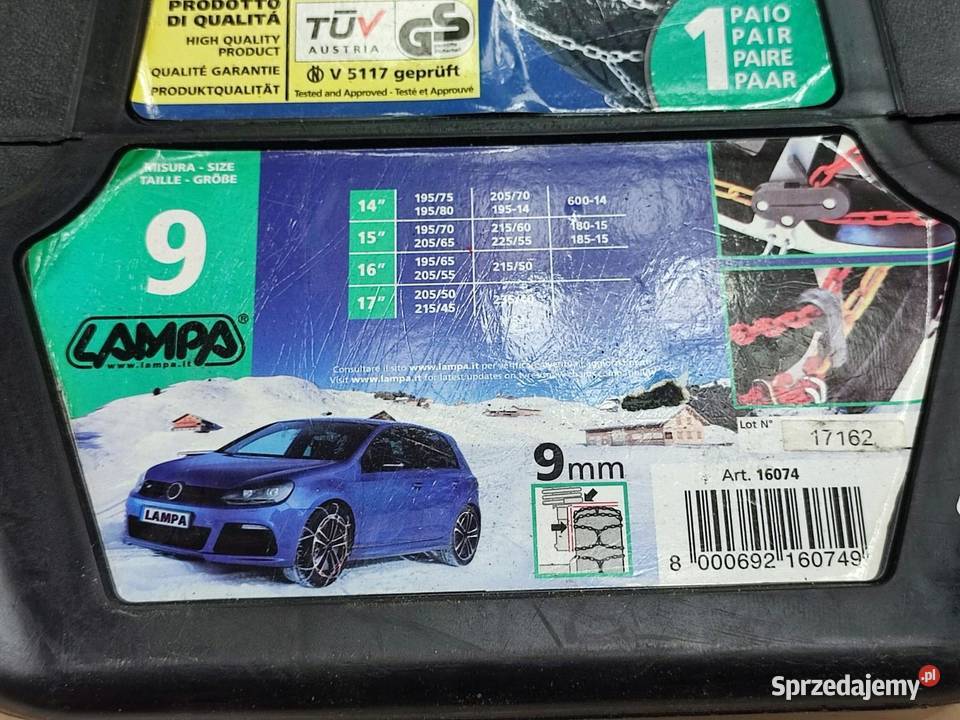 PRODOTTO
DI QUALITÁ
HIGH QUALITY
PRODUCT
QUALITÉ GARANTIE
PRODUKTQUALITÄT
TÜV
AUSTRIA
GS
V 5117 geprüft
Tested and Approved - Testé et Approuvé
1
PAIO
PAIR
PAIRE
PAAR
MISURA - SIZE
TAILLE - GRÖßE
9
LAMPA®
www.lampa.it
14" 195/75 205/70 600-14
195/80 195-14
15" 195/70 215/60 180-15
205/65 225/55 185-15
16" 195/65 215/50
205/55
17" 205/50
215/45
Consultare il sito www.lampa.it per verificare eventuali
Visit www.lampa.it for latest updates on
LAMPA
9mm
Lot N° 17162
Art. 16074
8 000692 160749
Sprzedajemy.pl